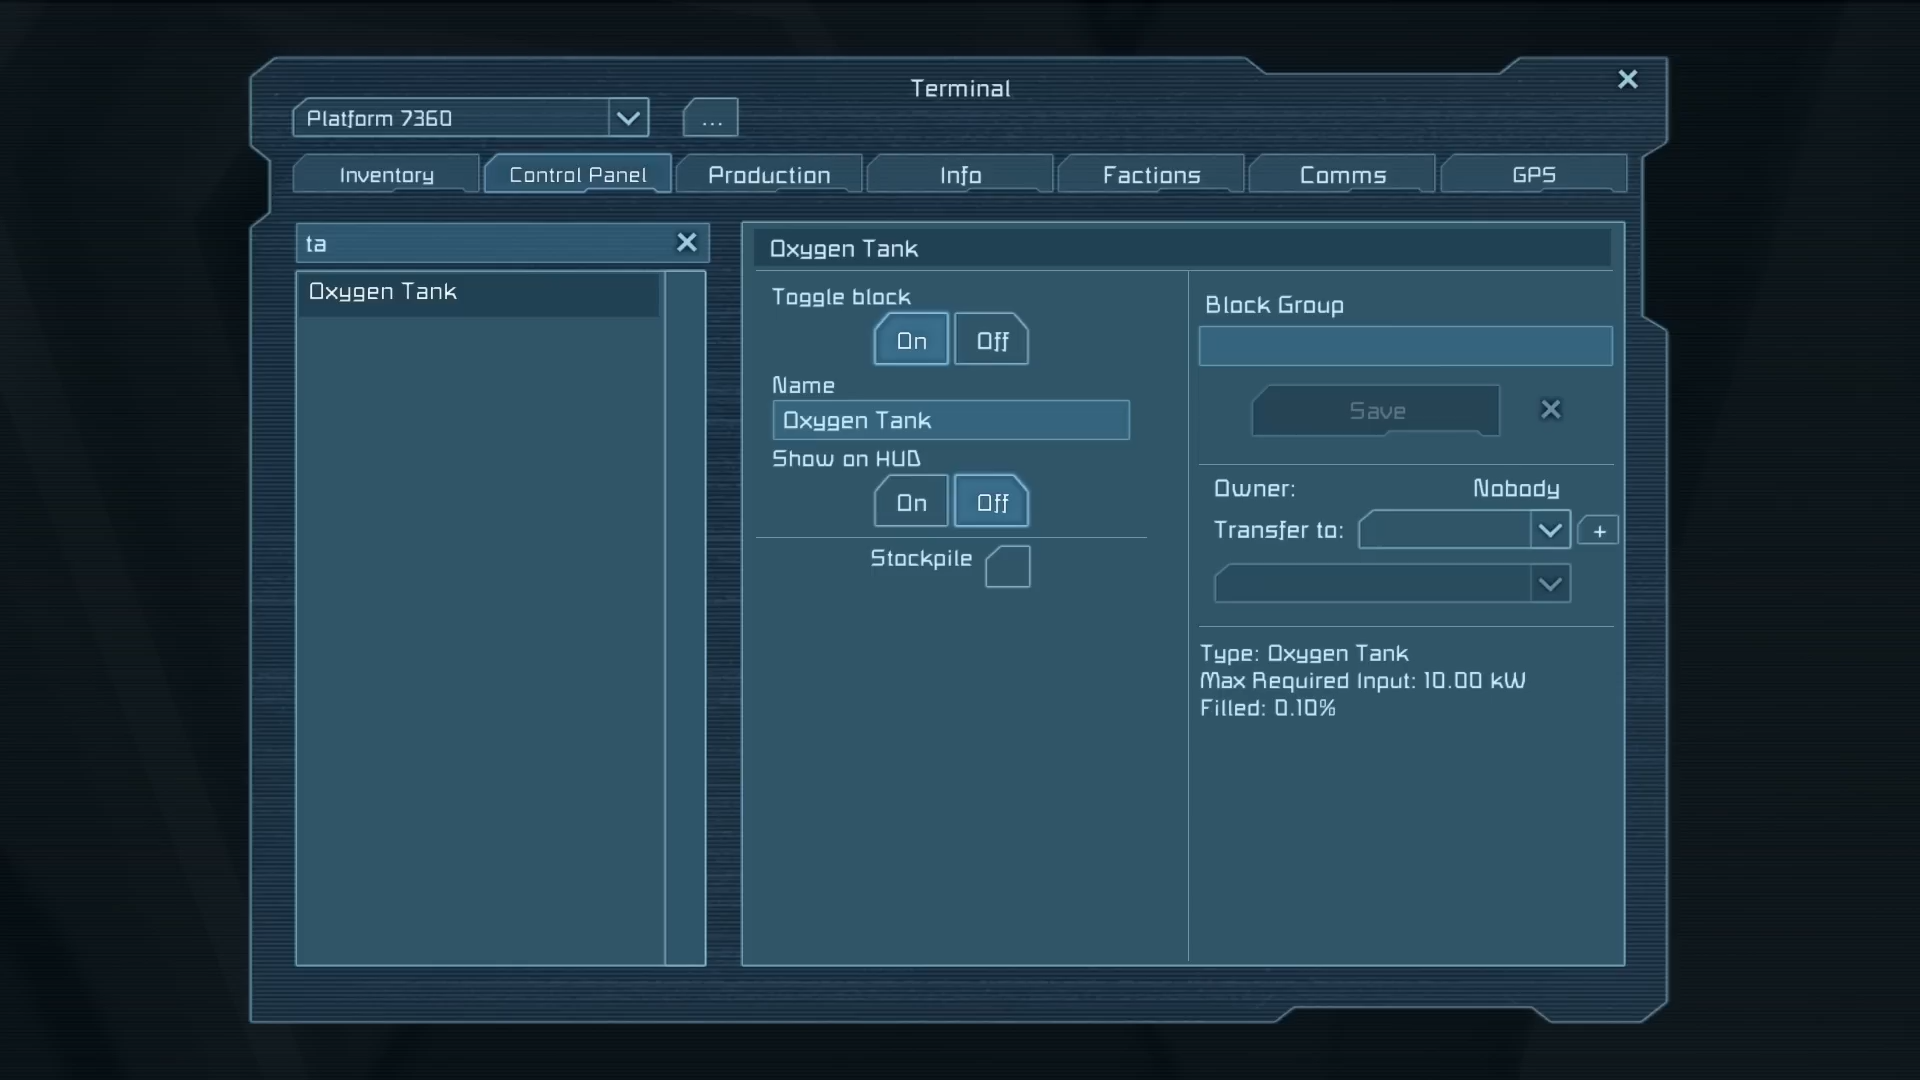 Terminal
Platform 7360
...
Inventory
Control Panel
Production
Info
Factions
Comms
GPS
ta
Oxygen Tank
Oxygen Tank
Toggle block
On
Off
Name
Oxygen Tank
Show on HUD
On
Off
Stockpile
Block Group
Save
Owner: Nobody
Transfer to:
+
Type: Oxygen Tank
Max Required Input: 10.00 kW
Filled: 0.10%